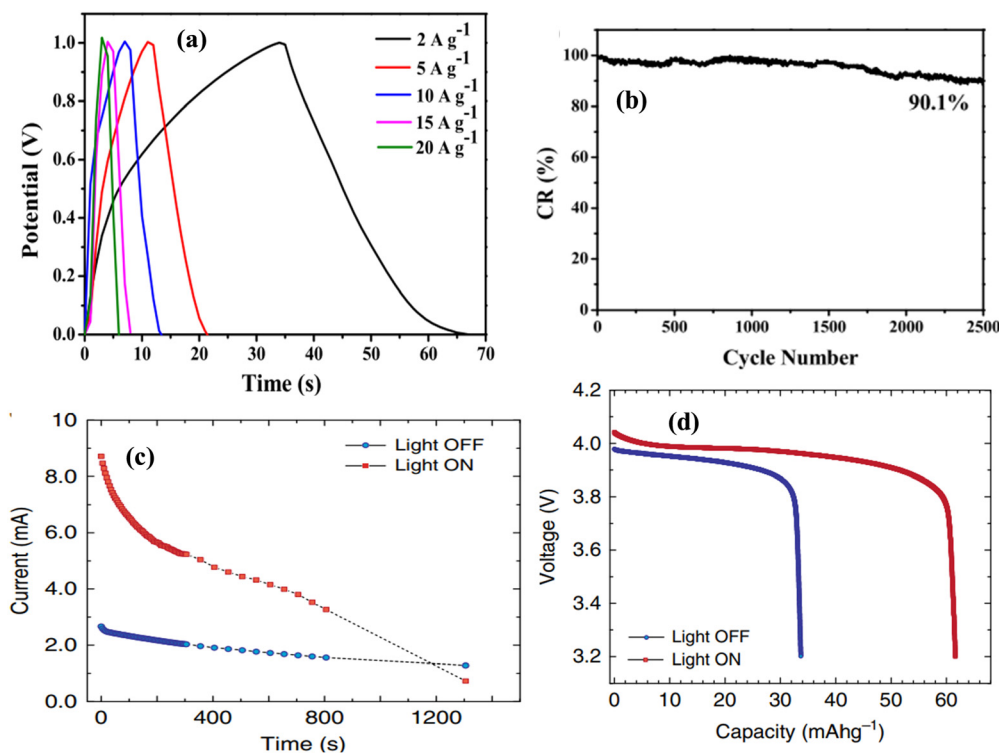 (a)
2 A g-1
5 A g-1
10 A g-1
15 A g-1
20 A g-1
1.0
0.8
0.6
0.4
0.2
0.0
Potential (V)
0 10 20 30 40 50 60 70
Time (s)
100
80
60
40
20
0
CR (%)
(b)
90.1%
0 500 1000 1500 2000 2500
Cycle Number
10
8.0
6.0
4.0
2.0
0.0
Current (mA)
(c)
Light OFF
Light ON
0 400 800 1200
Time (s)
4.2
4.0
3.8
3.6
3.4
3.2
Voltage (V)
(d)
Light OFF
Light ON
0 10 20 30 40 50 60
Capacity (mAhg−1)